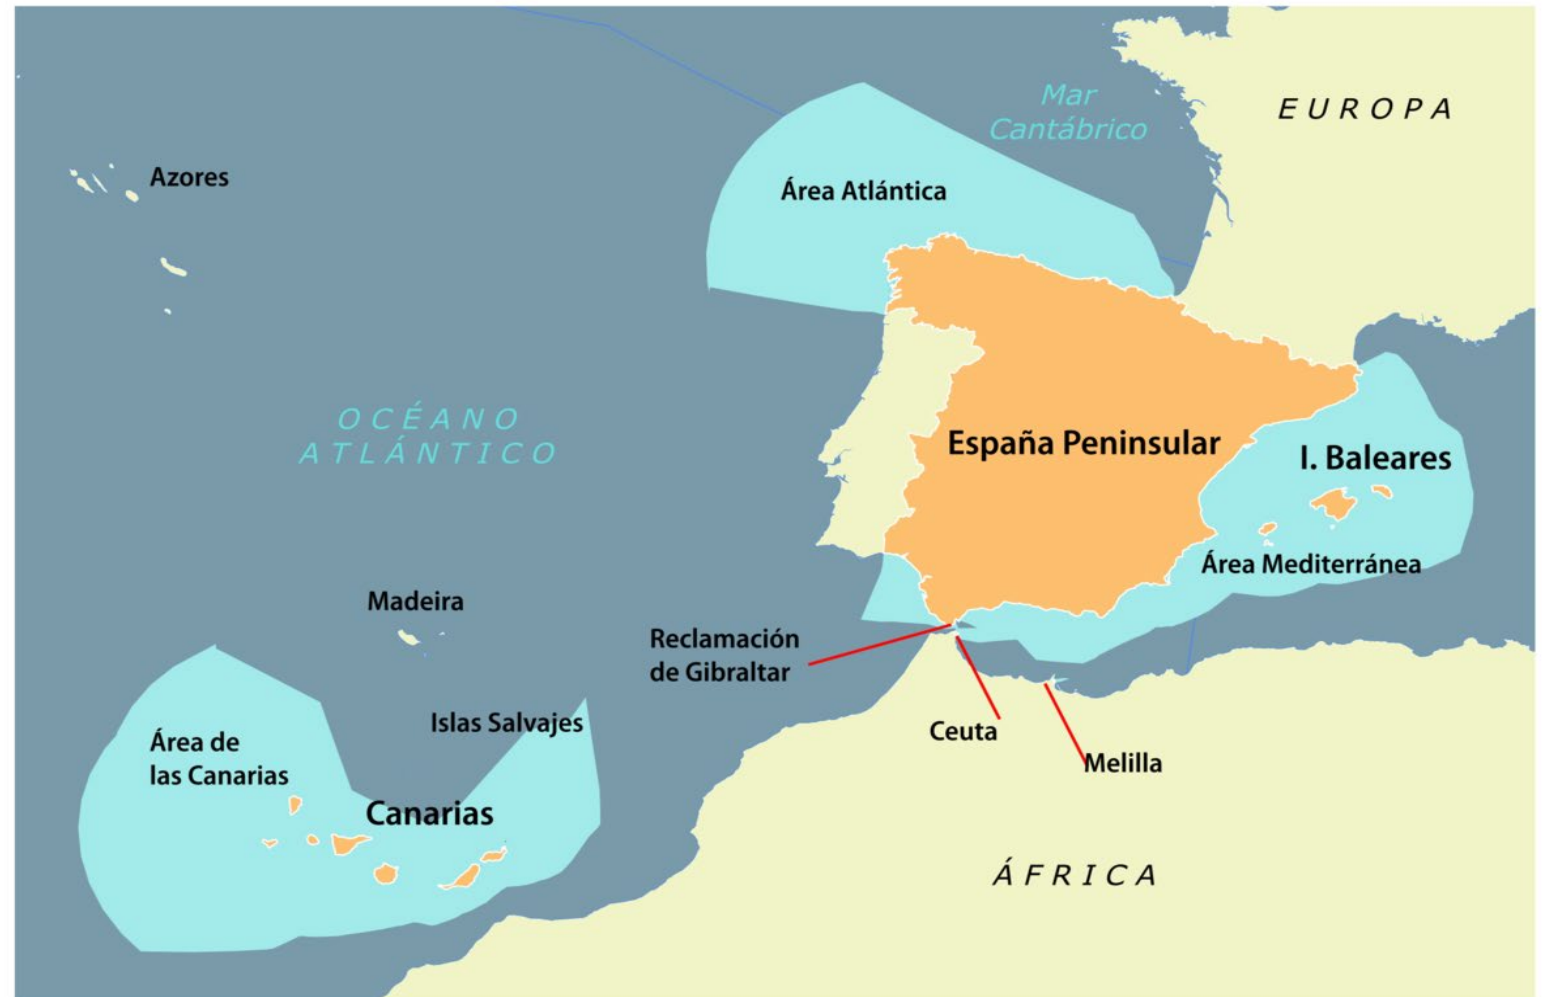 Mar
Cantábrico
EUROPA
Azores
Área Atlántica
OCÉANO
ATLÁNTICO
España Peninsular
I. Baleares
Área Mediterránea
Madeira
Reclamación
de Gibraltar
Islas Salvajes
Ceuta
Área de
las Canarias
Melilla
Canarias
ÁFRICA